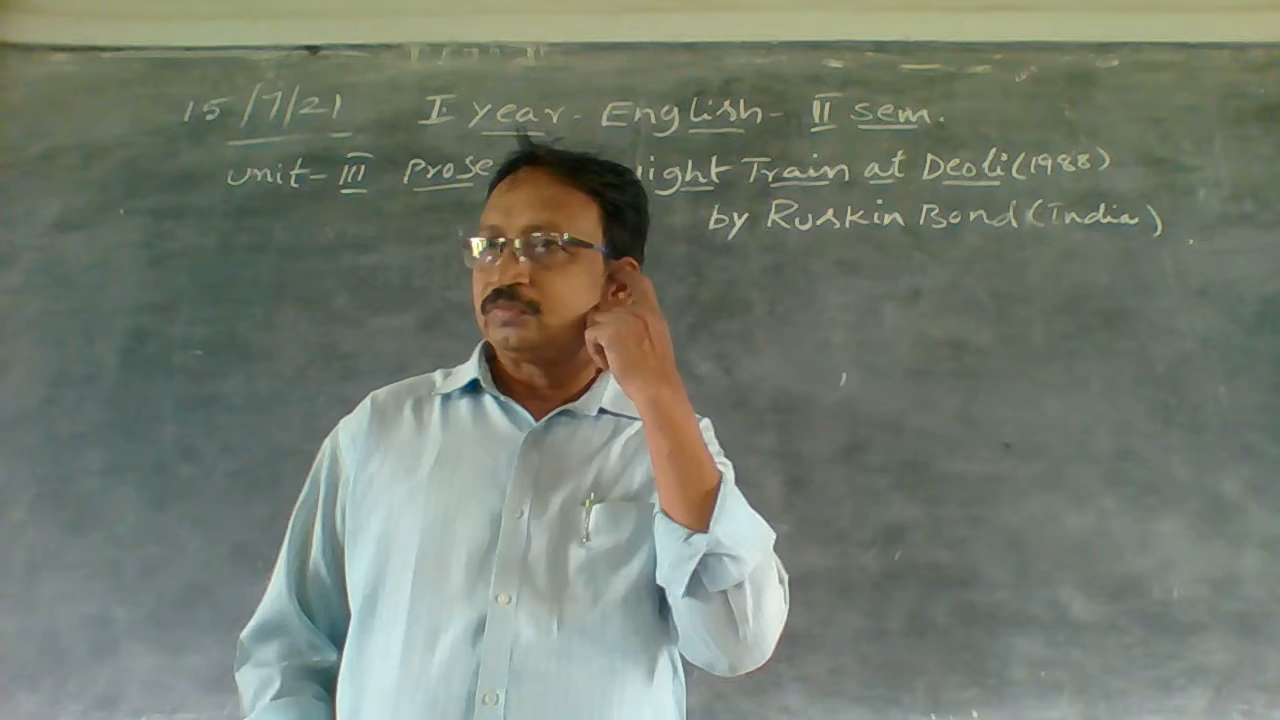 15/7/21 I year - English - II sem.
unit - III Prose ight Train at Deoli (1988)
by Ruskin Bond (India)